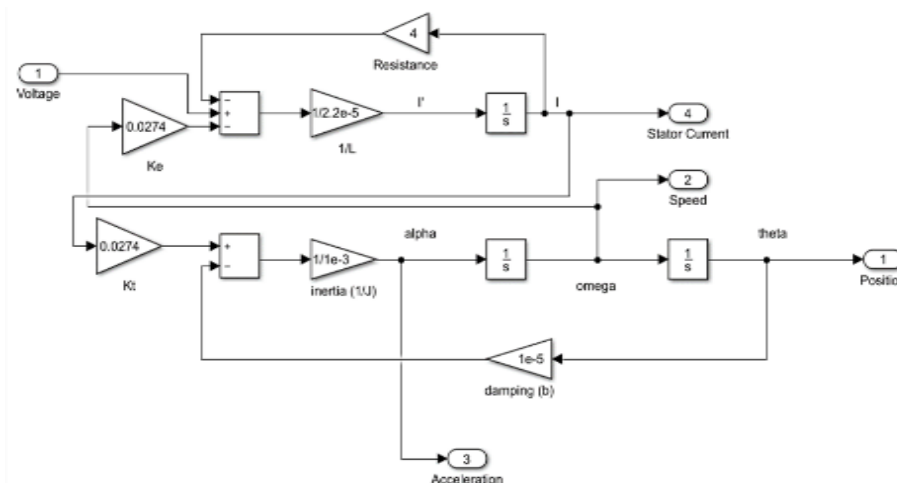 4
Resistance
1
Voltage
−
+
−
1/2.2e-5
1/L
I'
1
s
I
4
Stator Current
0.0274
Ke
2
Speed
0.0274
Kt
+
−
1/1e-3
inertia (1/J)
alpha
1
s
omega
1
s
theta
1
Positio
1e-5
damping (b)
3
Acceleration